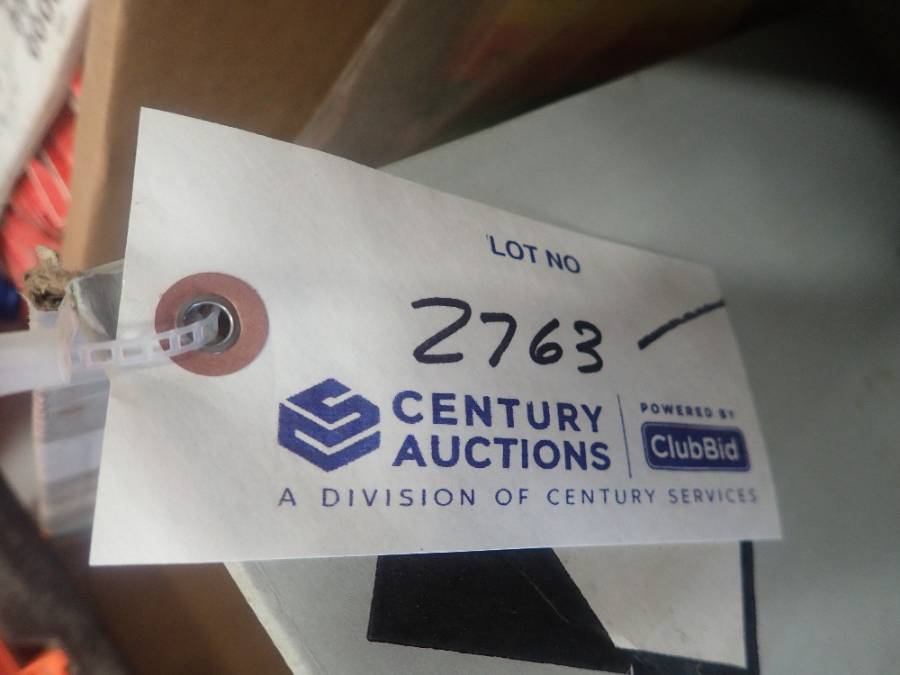 LOT NO
2763
CENTURY
AUCTIONS
POWERED BY
ClubBid
A DIVISION OF CENTURY SERVICES